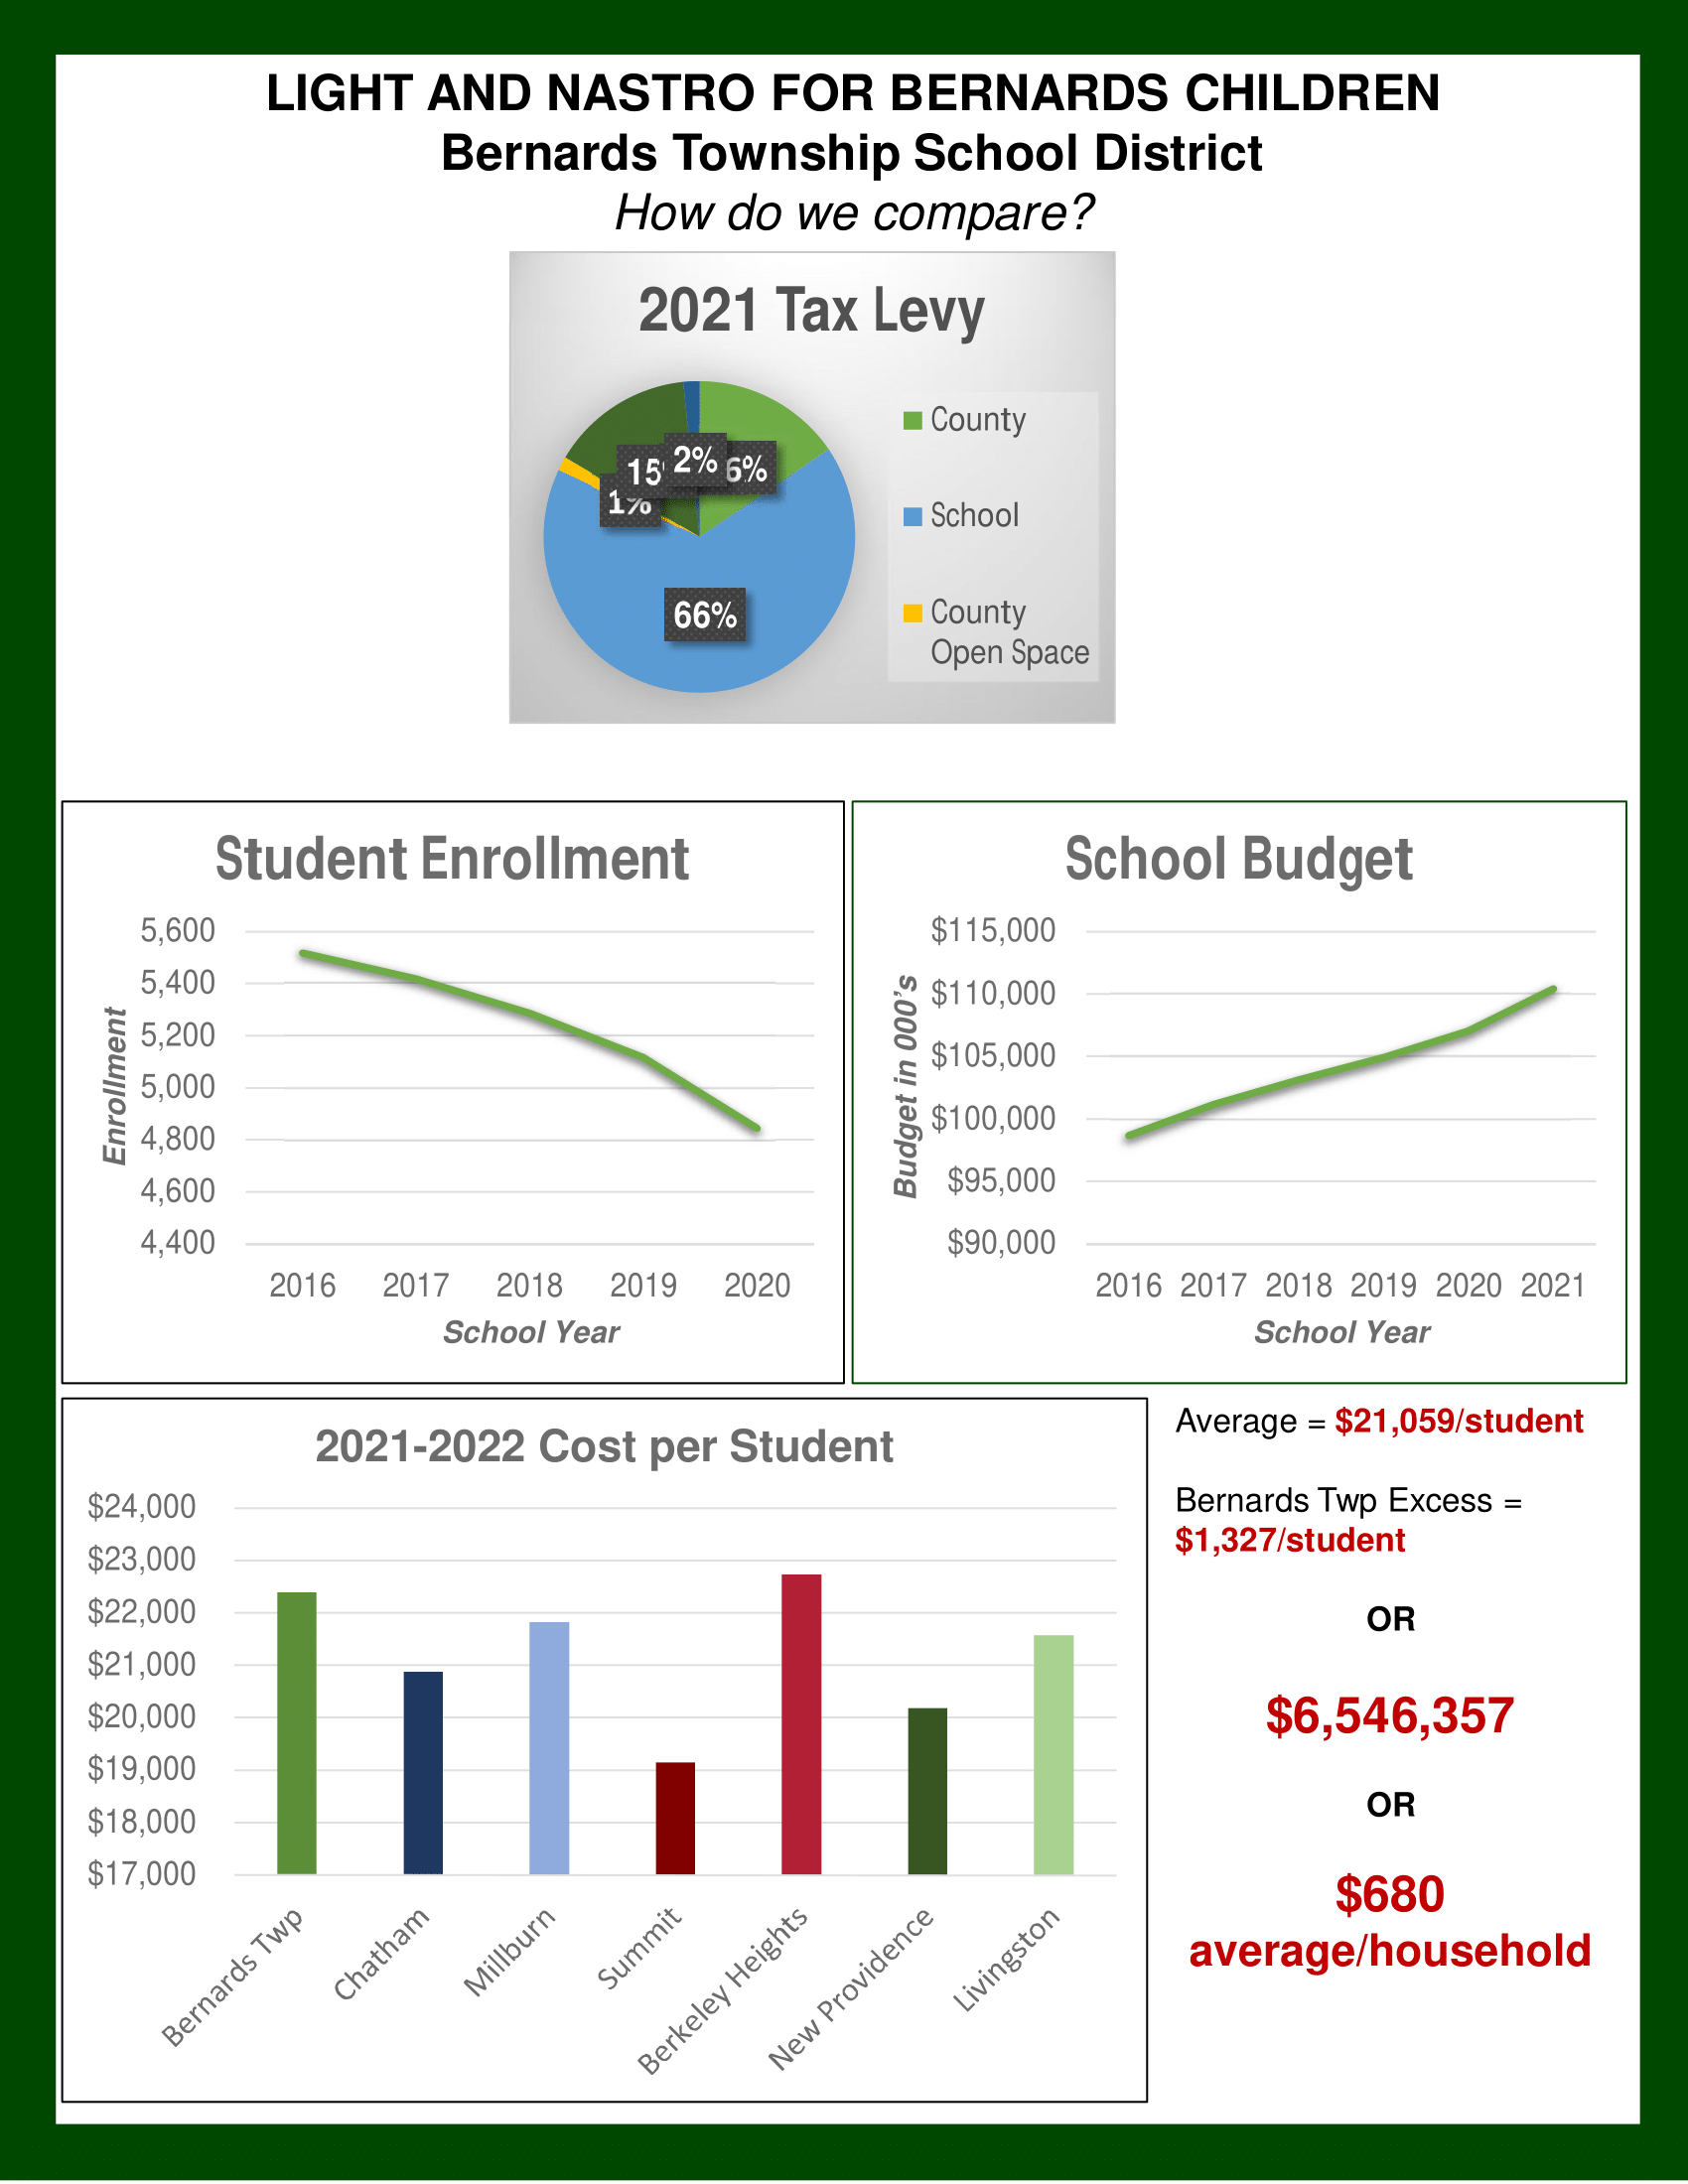 LIGHT AND NASTRO FOR BERNARDS CHILDREN
Bernards Township School District
How do we compare?
2021 Tax Levy
County
School
County
Open Space
2%
6%
15
1%
66%
Student Enrollment
5,600
5,400
5,200
5,000
4,800
4,600
4,400
Enrollment
2016 2017 2018 2019 2020
School Year
School Budget
$115,000
$110,000
$105,000
$100,000
$95,000
$90,000
Budget in 000's
2016 2017 2018 2019 2020 2021
School Year
2021-2022 Cost per Student
$24,000
$23,000
$22,000
$21,000
$20,000
$19,000
$18,000
$17,000
Bernards Twp
Chatham
Millburn
Summit
Berkeley Heights
New Providence
Livingston
Average = $21,059/student
Bernards Twp Excess =
$1,327/student
OR
$6,546,357
OR
$680
average/household